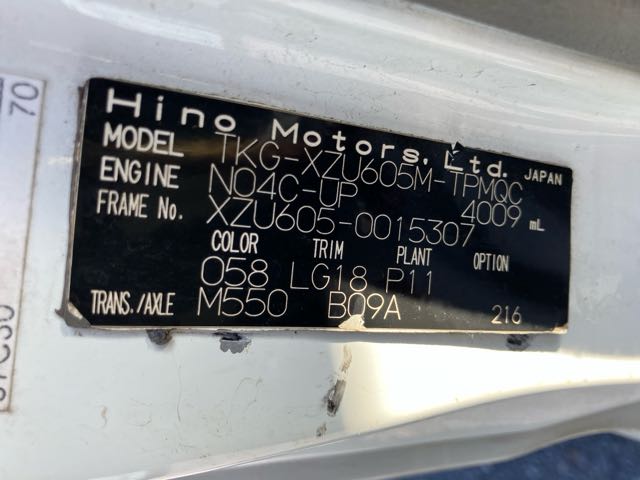 Hino Motors, Ltd. JAPAN
MODEL TKG-XZU605M-TPMQC
ENGINE N04C-UP 4009 mL
FRAME No. XZU605-0015307
COLOR TRIM PLANT OPTION
058 LG18 P11
TRANS./AXLE M550 B09A 216
70